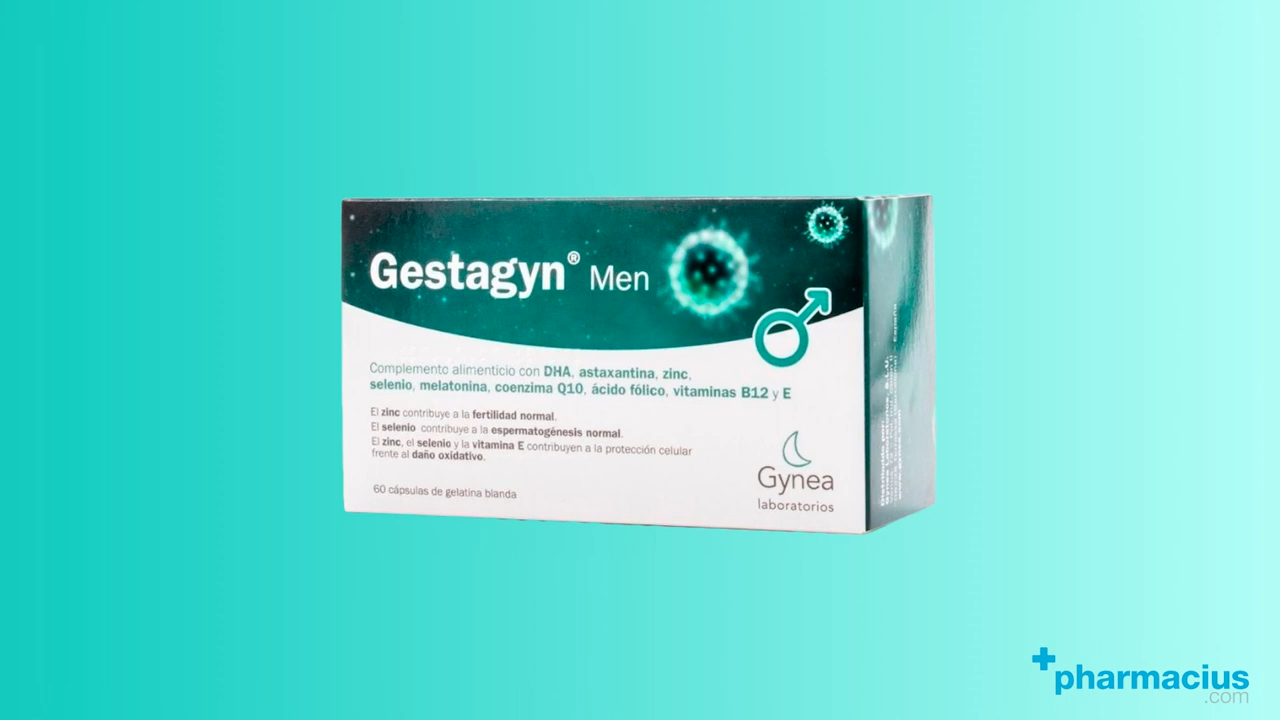 Gestagyn® Men
Complemento alimenticio con DHA, astaxantina, zinc,
selenio, melatonina, coenzima Q10, ácido fólico, vitaminas B12 y E
El zinc contribuye a la fertilidad normal.
El selenio contribuye a la espermatogénesis normal.
El zinc, el selenio y la vitamina E contribuyen a la protección celular
frente al daño oxidativo.
60 cápsulas de gelatina blanda
Gynea
laboratorios
pharmacius
.com